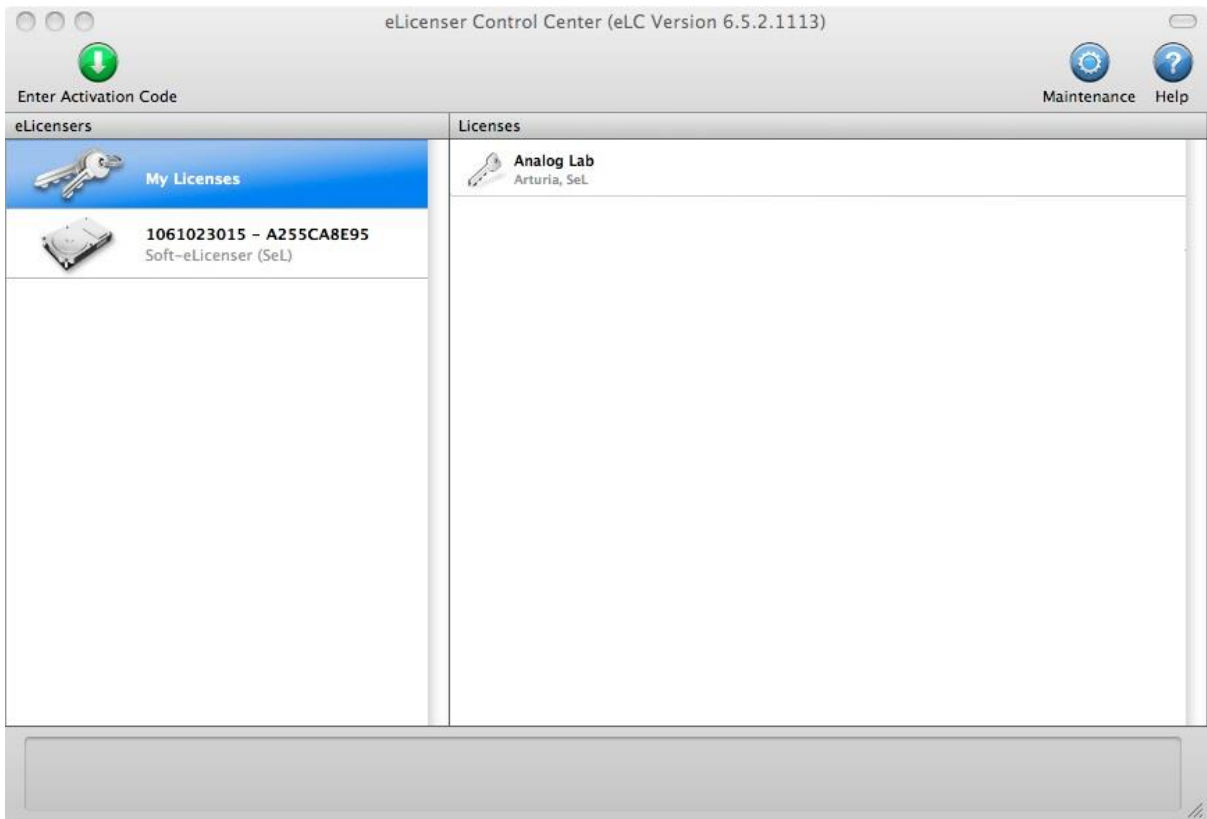 eLicenser Control Center (eLC Version 6.5.2.1113)
Enter Activation Code
Maintenance
Help
eLicensers
Licenses
My Licenses
1061023015 - A255CA8E95
Soft-eLicenser (SeL)
Analog Lab
Arturia, SeL